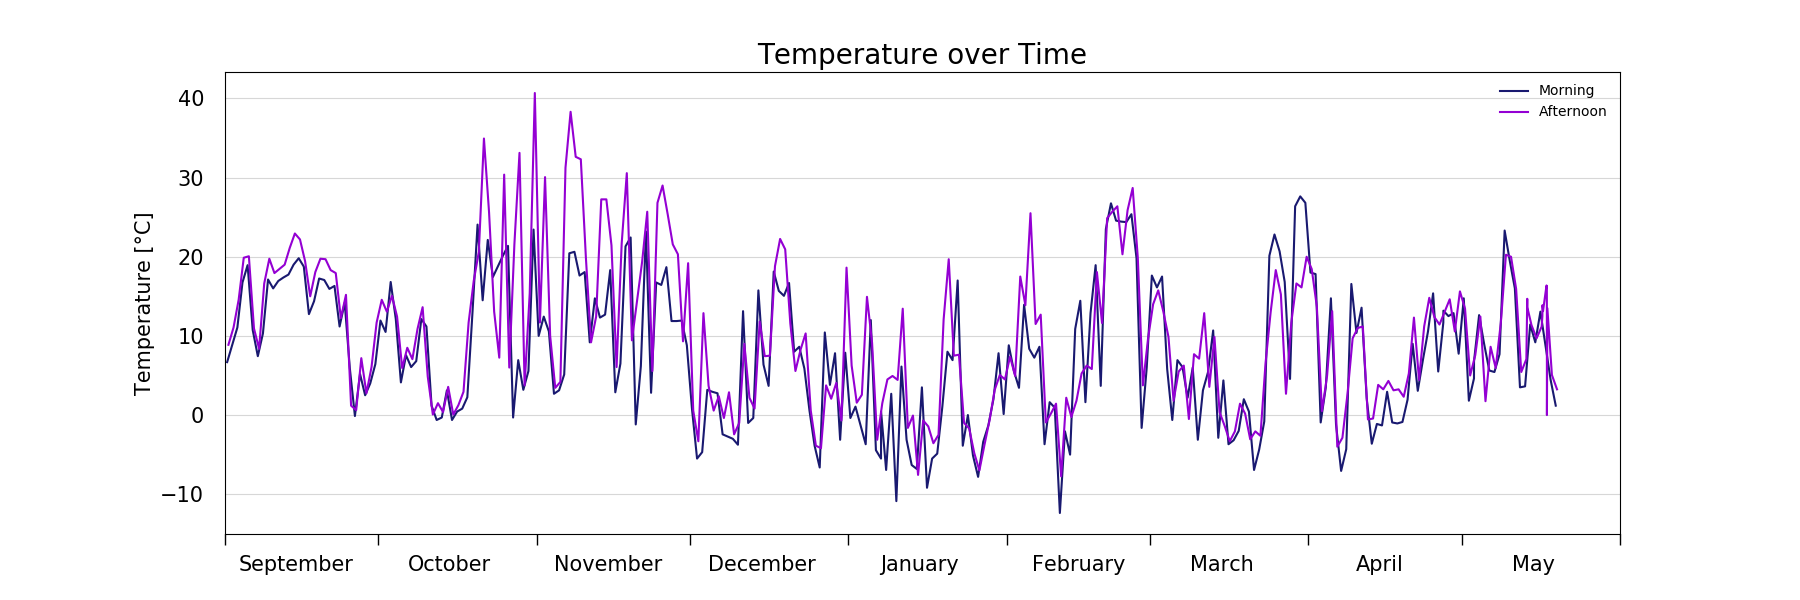 Temperature over Time
Morning
Afternoon
Temperature [°C]
40
30
20
10
0
−10
September October November December January February March April May